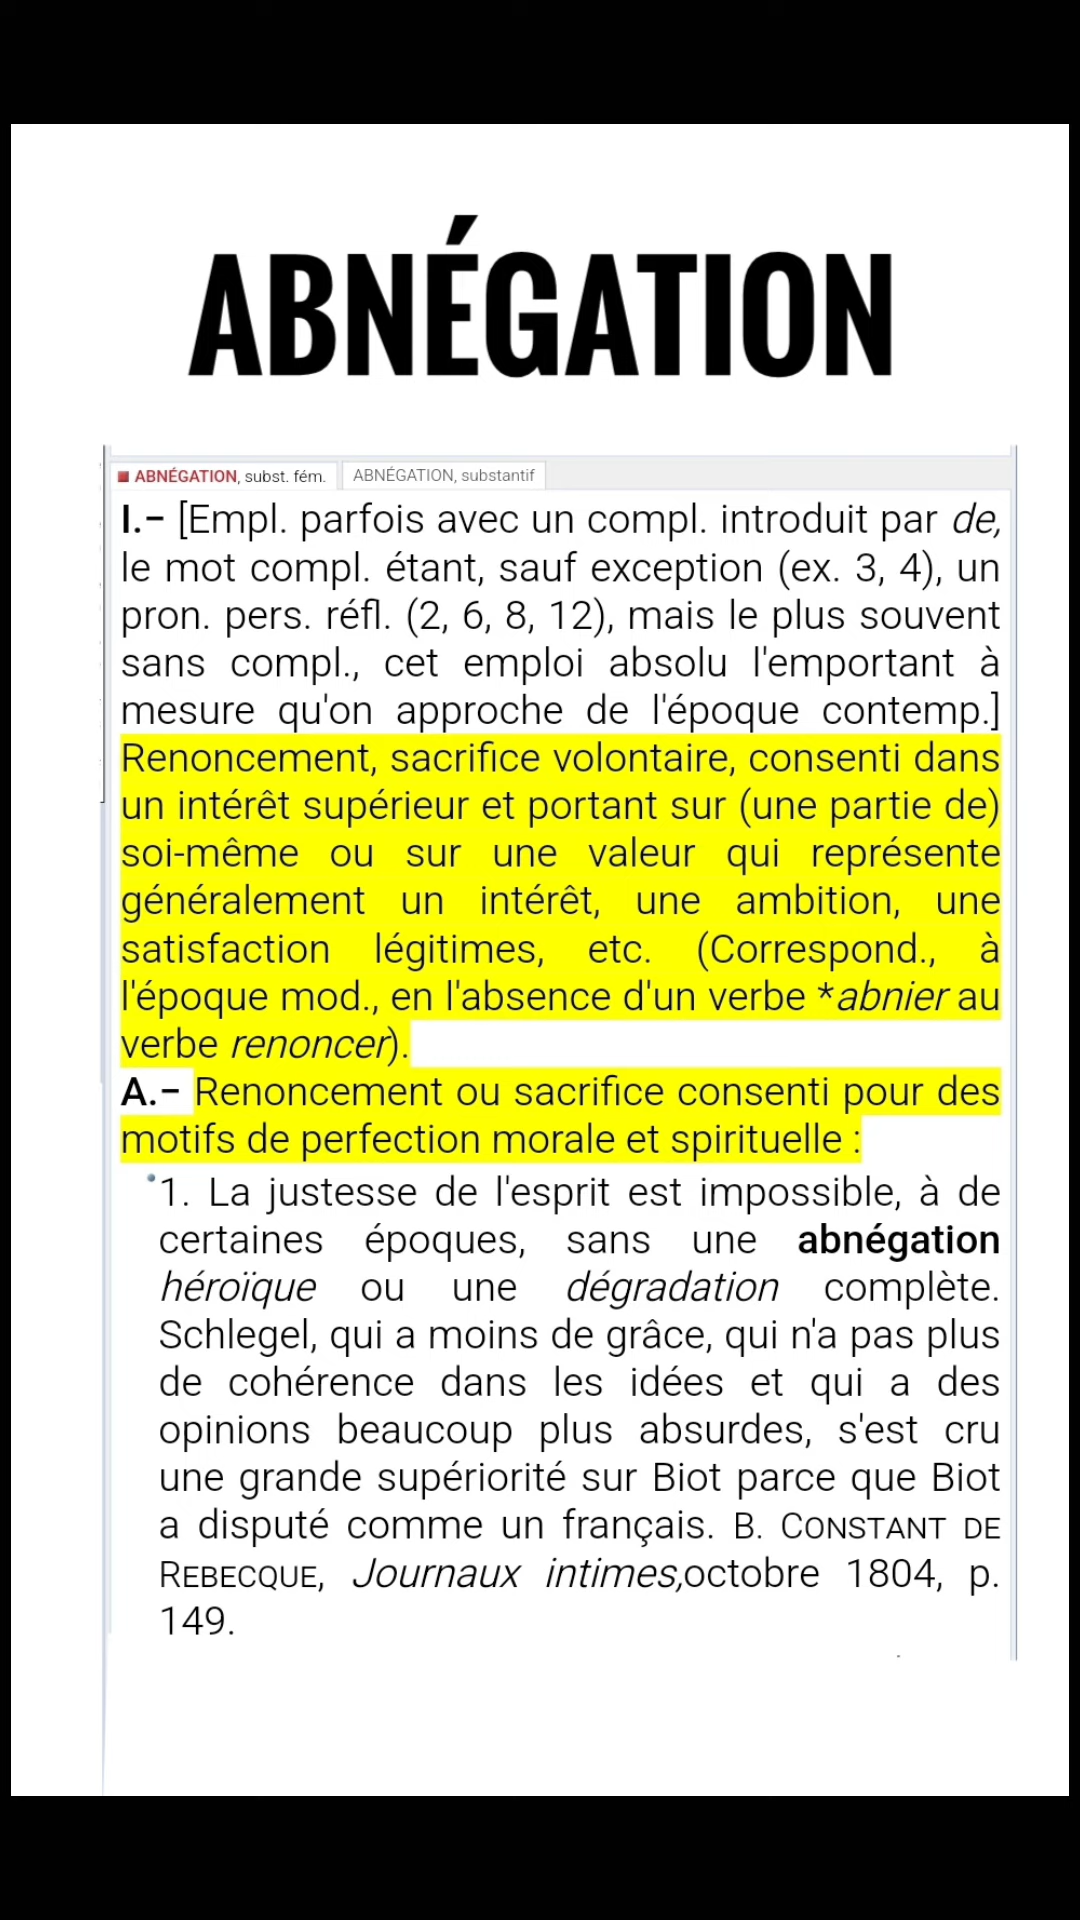 ABNÉGATION
ABNÉGATION, subst. fém.
ABNÉGATION, substantif
I.− [Empl. parfois avec un compl. introduit par de,
le mot compl. étant, sauf exception (ex. 3, 4), un
pron. pers. réfl. (2, 6, 8, 12), mais le plus souvent
sans compl., cet emploi absolu l'emportant à
mesure qu'on approche de l'époque contemp.]
Renoncement, sacrifice volontaire, consenti dans
un intérêt supérieur et portant sur (une partie de)
soi-même ou sur une valeur qui représente
généralement un intérêt, une ambition, une
satisfaction légitimes, etc. (Correspond., à
l'époque mod., en l'absence d'un verbe *abnier au
verbe renoncer).
A.− Renoncement ou sacrifice consenti pour des
motifs de perfection morale et spirituelle :
1. La justesse de l'esprit est impossible, à de
certaines époques, sans une abnégation
héroïque ou une dégradation complète.
Schlegel, qui a moins de grâce, qui n'a pas plus
de cohérence dans les idées et qui a des
opinions beaucoup plus absurdes, s'est cru
une grande supériorité sur Biot parce que Biot
a disputé comme un français. B. CONSTANT DE
REBECQUE, Journaux intimes,octobre 1804, p.
149.